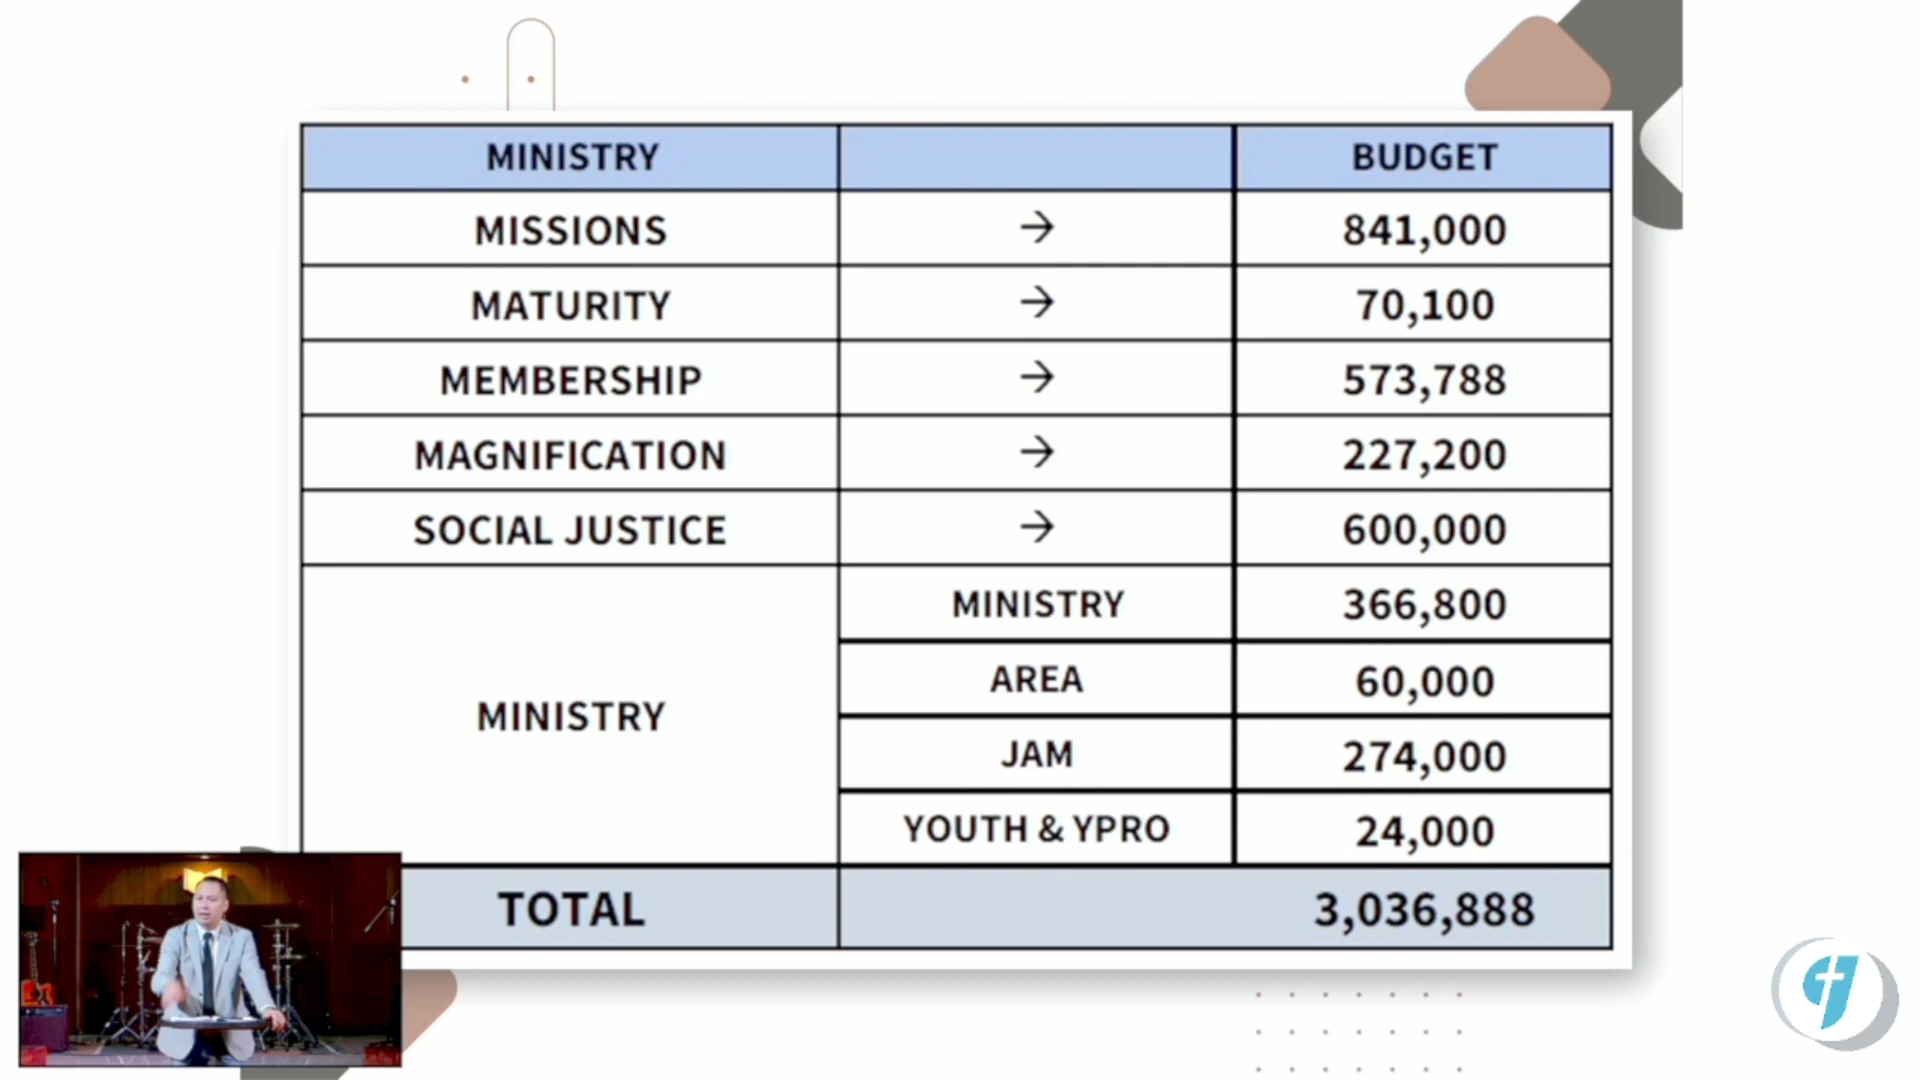 MINISTRY BUDGET
MISSIONS → 841,000
MATURITY → 70,100
MEMBERSHIP → 573,788
MAGNIFICATION → 227,200
SOCIAL JUSTICE → 600,000
MINISTRY
MINISTRY 366,800
AREA 60,000
JAM 274,000
YOUTH & YPRO 24,000
TOTAL 3,036,888